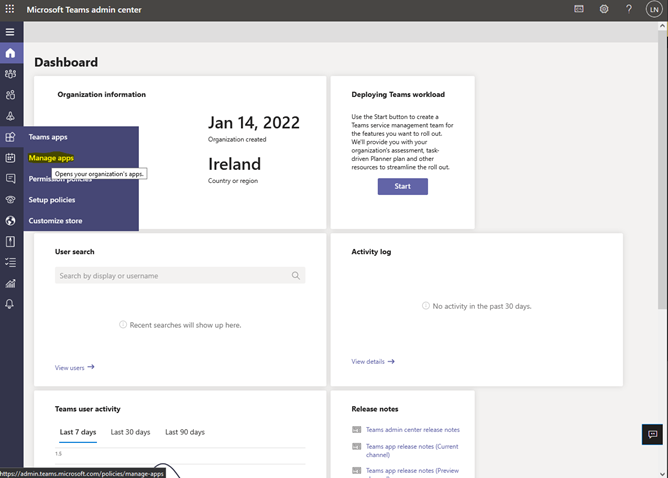 Microsoft Teams admin center
LN
Dashboard
Organization information
Jan 14, 2022
Organization created
Ireland
Country or region
Deploying Teams workload
Use the Start button to create a
Teams service management team for
the features you want to roll out.
We'll provide you with your
organization's assessment, task-
driven Planner plan and other
resources to streamline the roll out.
Start
Teams apps
Manage apps
Opens your organization's apps.
Permission policies
Setup policies
Customize store
User search
Search by display or username
Recent searches will show up here.
View users
Activity log
No activity in the past 30 days.
View details
Teams user activity
Last 7 days
Last 30 days
Last 90 days
1.5
Release notes
Teams admin center release notes
Teams app release notes (Current
channel)
Teams app release notes (Preview
https://admin.teams.microsoft.com/policies/manage-apps